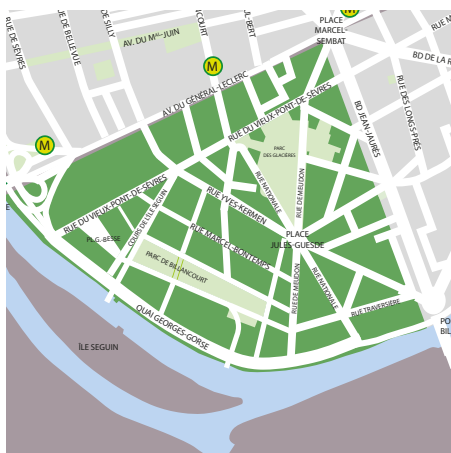 RUE DE SÈVRES
RUE DE BELLEVUE
DE SILLY
AV. DU MAL-JUIN
M
M
M
PLACE
MARCEL-
SEMBAT
RUE M
BD DE LA R
AV. DU GÉNÉRAL-LECLERC
RUE DU VIEUX-PONT-DE-SÈVRES
BD JEAN-JAURÈS
RUE DES LONGS-PRÉS
PARC
DES GLACIÈRES
RUE NATIONALE
RUE DE MEUDON
RUE DU VIEUX-PONT-DE-SÈVRES
COURS DE L'ILE SEGUIN
RUE YVES-KERMEN
PL.G.-BESSE
RUE MARCEL-BONTEMPS
PLACE
JULES-GUESDE
PARC DE BILLANCOURT
RUE DE MEUDON
RUE NATIONALE
RUE TRAVERSIÈRE
QUAI GEORGES-GORSE
ÎLE SEGUIN
PO
BIL